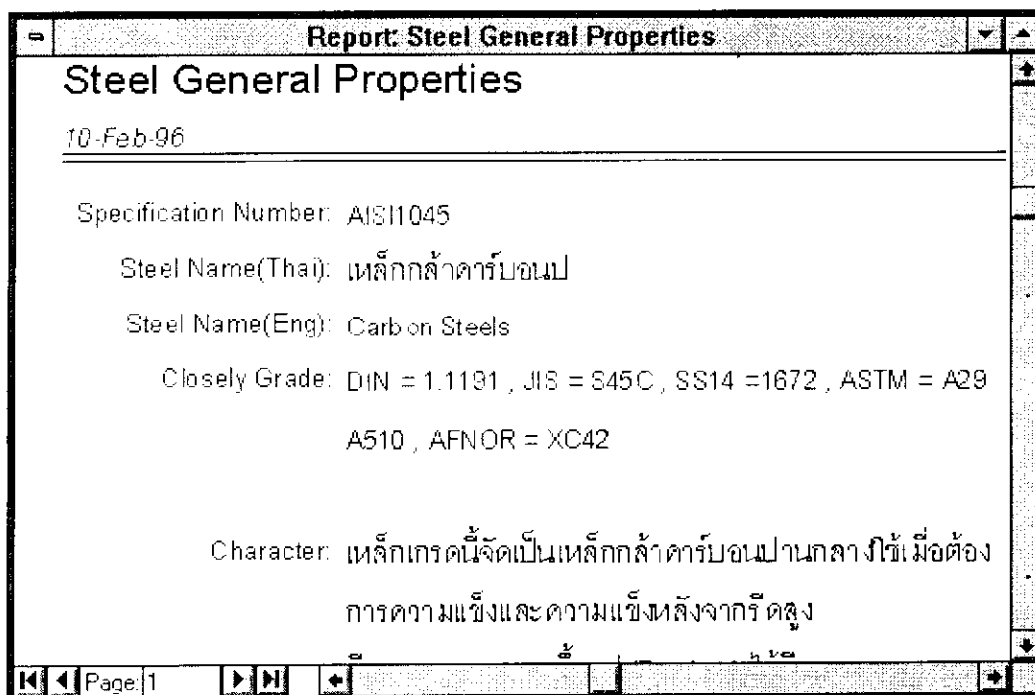 Report: Steel General Properties
Steel General Properties
10-Feb-96
Specification Number: AISI1045
Steel Name(Thai): เหล็กกล้าคาร์บอนป
Steel Name(Eng): Carbon Steels
Closely Grade: DIN = 1.1191 , JIS = S45C , SS14 =1672 , ASTM = A29
A510 , AFNOR = XC42
Character: เหล็กเกรดนี้จัดเป็นเหล็กกล้าคาร์บอนปานกลางใช้เมื่อต้อง
การความแข็งและความแข็งหลังจากรีดสูง
Page: 1